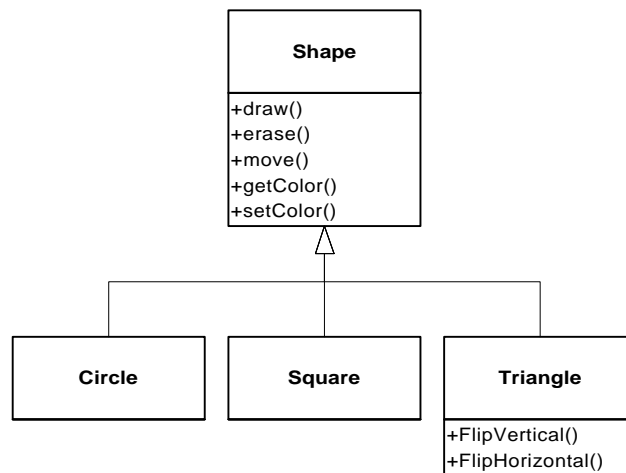 Shape
+draw()
+erase()
+move()
+getColor()
+setColor()
Circle
Square
Triangle
+FlipVertical()
+FlipHorizontal()